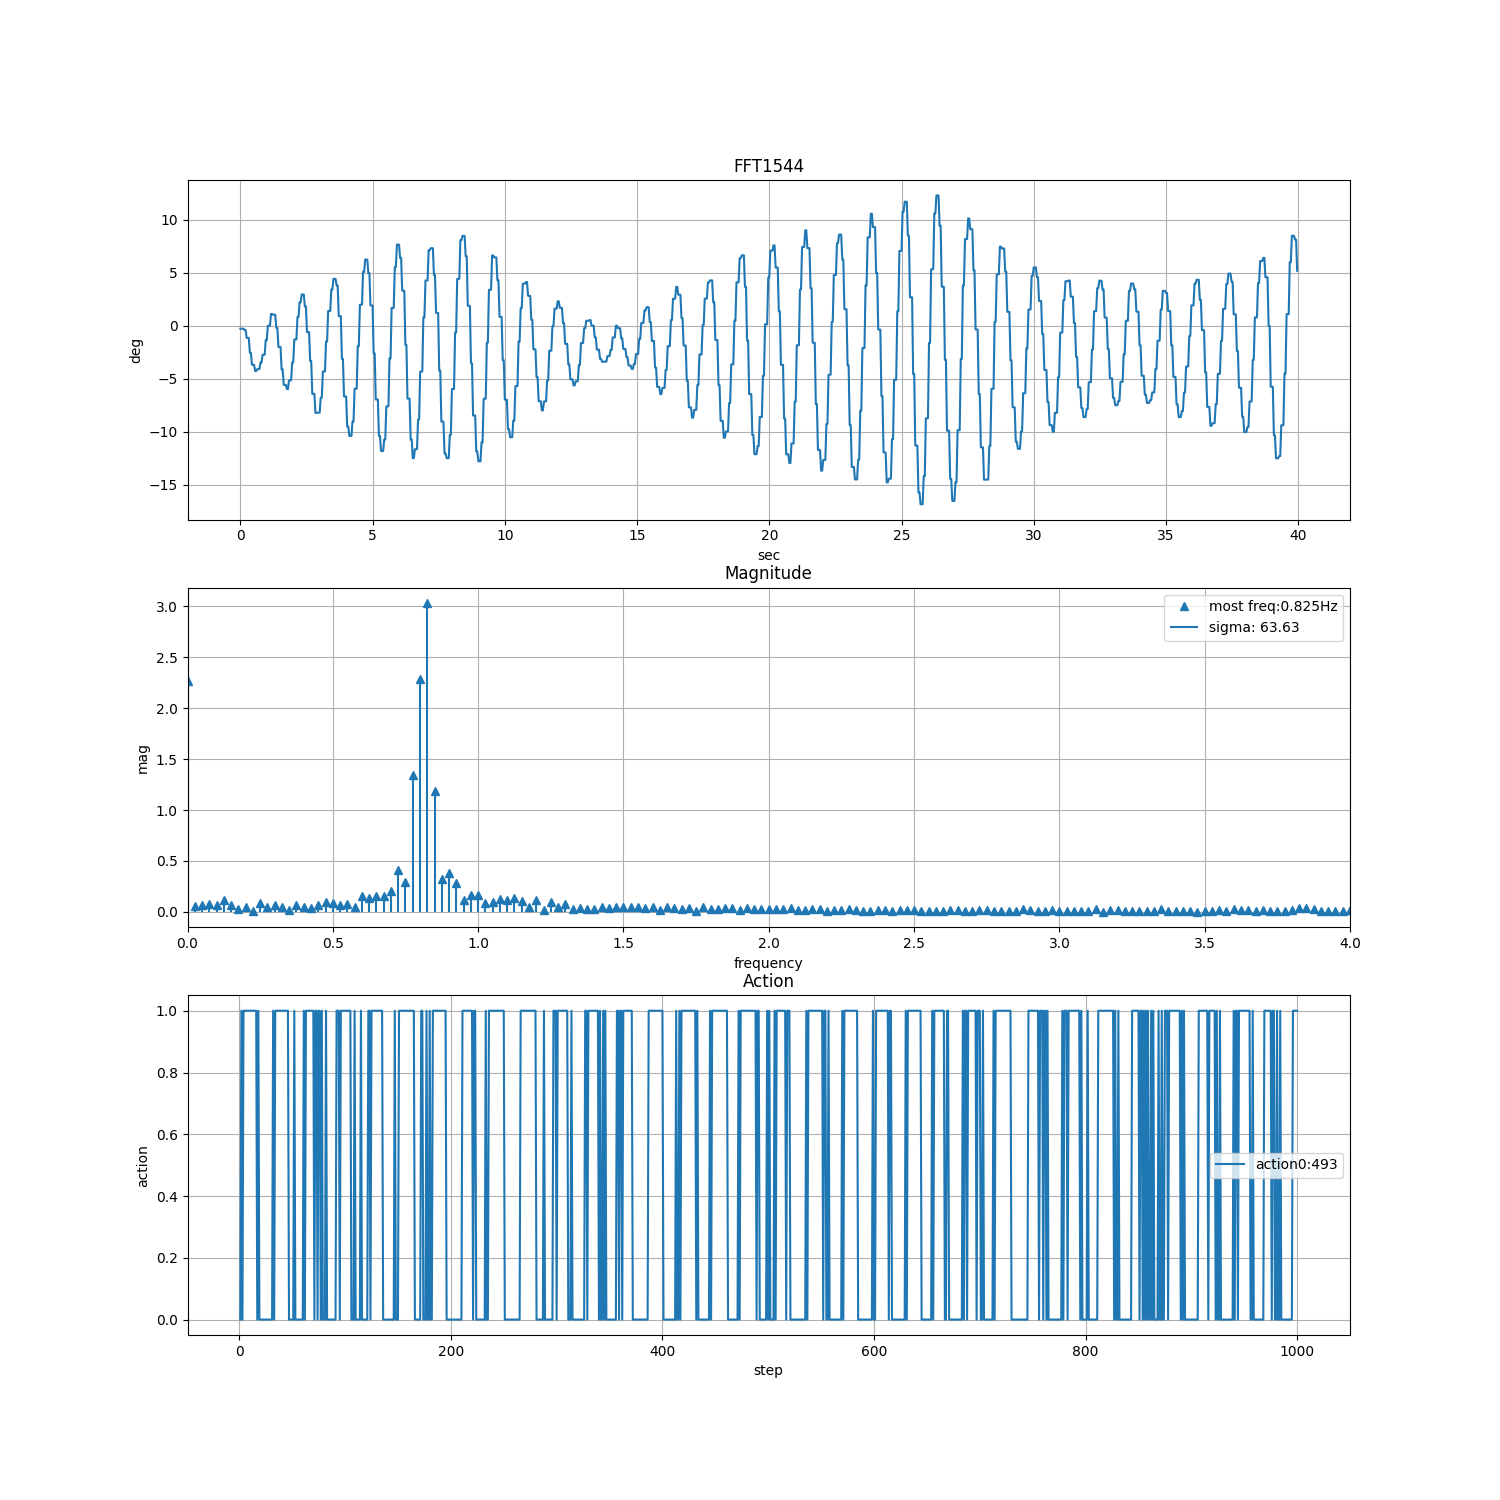 FFT1544
10
5
0
−5
−10
−15
deg
0 5 10 15 20 25 30 35 40
sec
Magnitude
most freq:0.825Hz
sigma: 63.63
3.0
2.5
2.0
1.5
1.0
0.5
0.0
mag
0.0 0.5 1.0 1.5 2.0 2.5 3.0 3.5 4.0
frequency
Action
1.0
0.8
0.6
0.4
0.2
0.0
action
action0:493
0 200 400 600 800 1000
step